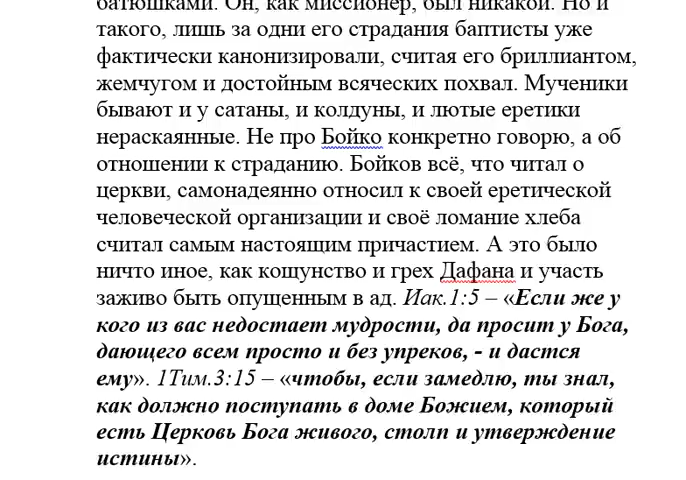 батюшками. Он, как миссионер, был никакой. Но и
такого, лишь за одни его страдания баптисты уже
фактически канонизировали, считая его бриллиантом,
жемчугом и достойным всяческих похвал. Мученики
бывают и у сатаны, и колдуны, и лютые еретики
нераскаянные. Не про Бойко конкретно говорю, а об
отношении к страданию. Бойков всё, что читал о
церкви, самонадеянно относил к своей еретической
человеческой организации и своё ломание хлеба
считал самым настоящим причастием. А это было
ничто иное, как кощунство и грех Дафана и участь
заживо быть опущенным в ад. Иак.1:5 – «Если же у
кого из вас недостает мудрости, да просит у Бога,
дающего всем просто и без упреков, - и дастся
ему». 1Тим.3:15 – «чтобы, если замедлю, ты знал,
как должно поступать в доме Божием, который
есть Церковь Бога живого, столп и утверждение
истины».